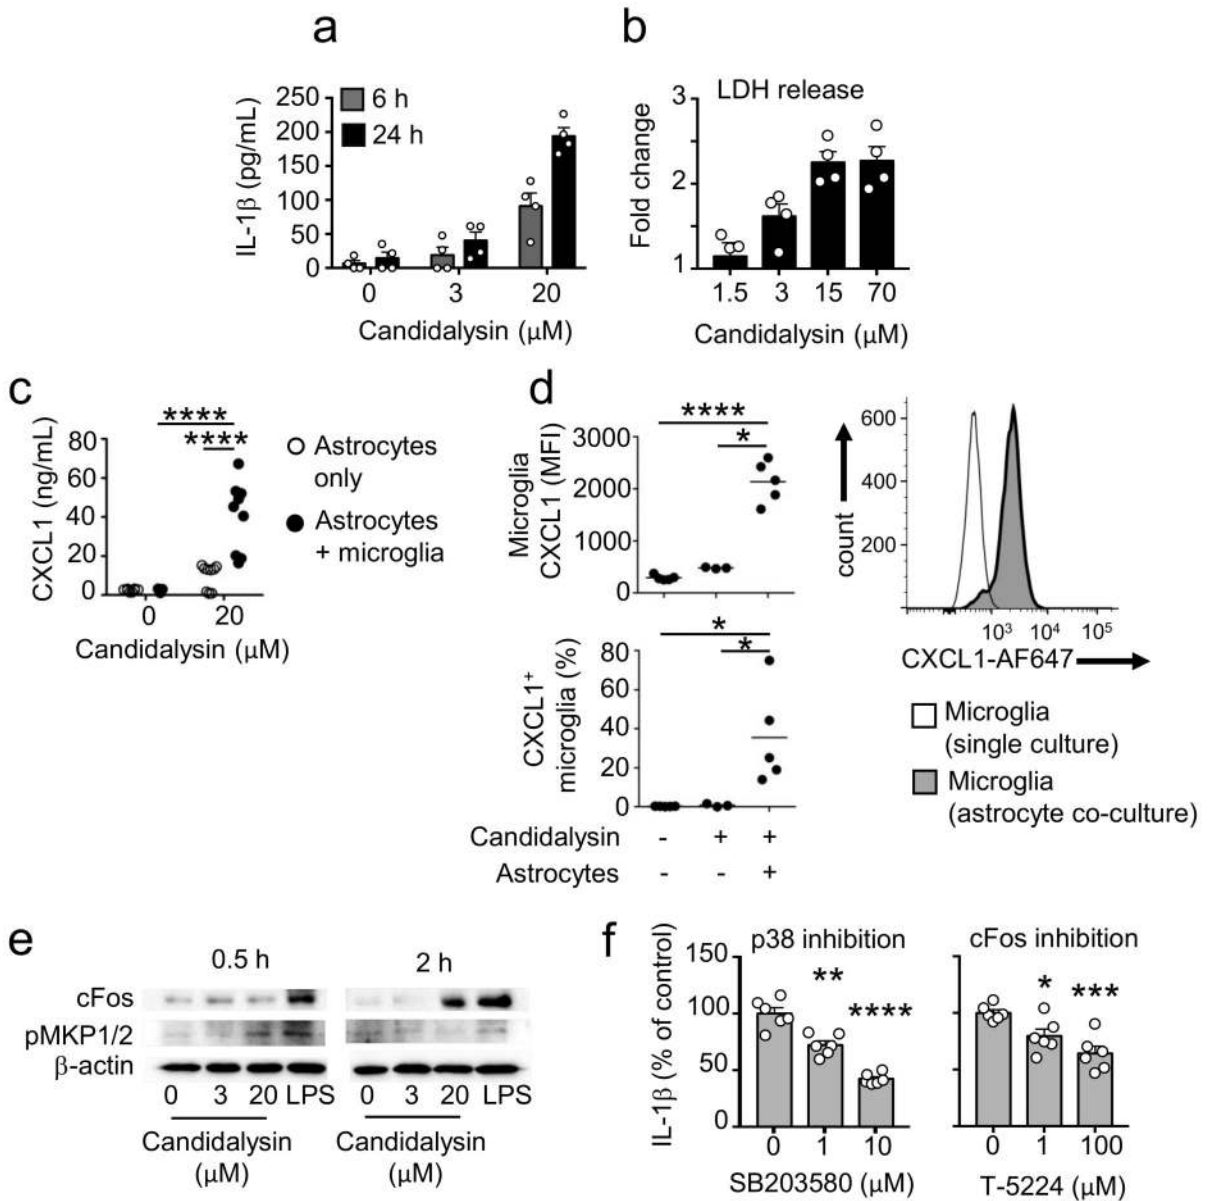 a
IL-1β (pg/mL)
250
200
150
100
50
0
6 h
24 h
0 3 20
Candidalysin (μM)
b
LDH release
Fold change
3
2
1
1.5 3 15 70
Candidalysin (μM)
c
CXCL1 (ng/mL)
80
60
40
20
0
****
****
0 20
Candidalysin (μM)
Astrocytes
only
Astrocytes
+ microglia
d
Microglia
CXCL1 (MFI)
3000
2000
1000
0
****
*
CXCL1+
microglia (%)
80
60
40
20
0
*
*
Candidalysin - + +
Astrocytes - - +
count
600
400
200
10³ 10⁴ 10⁵
CXCL1-AF647
Microglia
(single culture)
Microglia
(astrocyte co-culture)
e
0.5 h 2 h
cFos
pMKP1/2
β-actin
0 3 20 LPS 0 3 20 LPS
Candidalysin Candidalysin
(μM) (μM)
f
IL-1β (% of control)
p38 inhibition
150
100
50
0
**
****
0 1 10
SB203580 (μM)
cFos inhibition
*
***
0 1 100
T-5224 (μM)